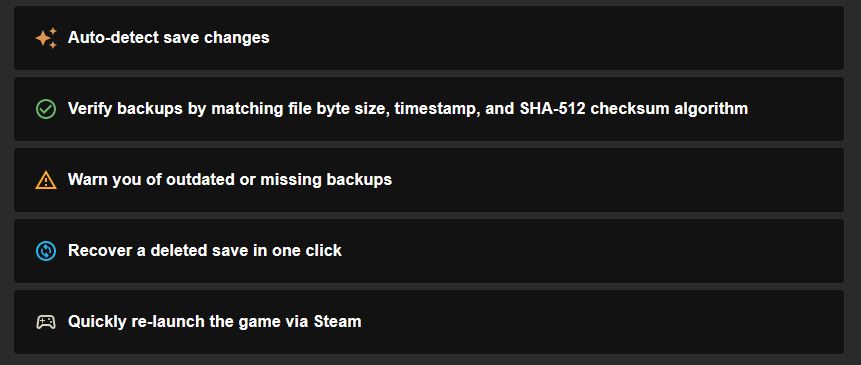 Auto-detect save changes
Verify backups by matching file byte size, timestamp, and SHA-512 checksum algorithm
Warn you of outdated or missing backups
Recover a deleted save in one click
Quickly re-launch the game via Steam